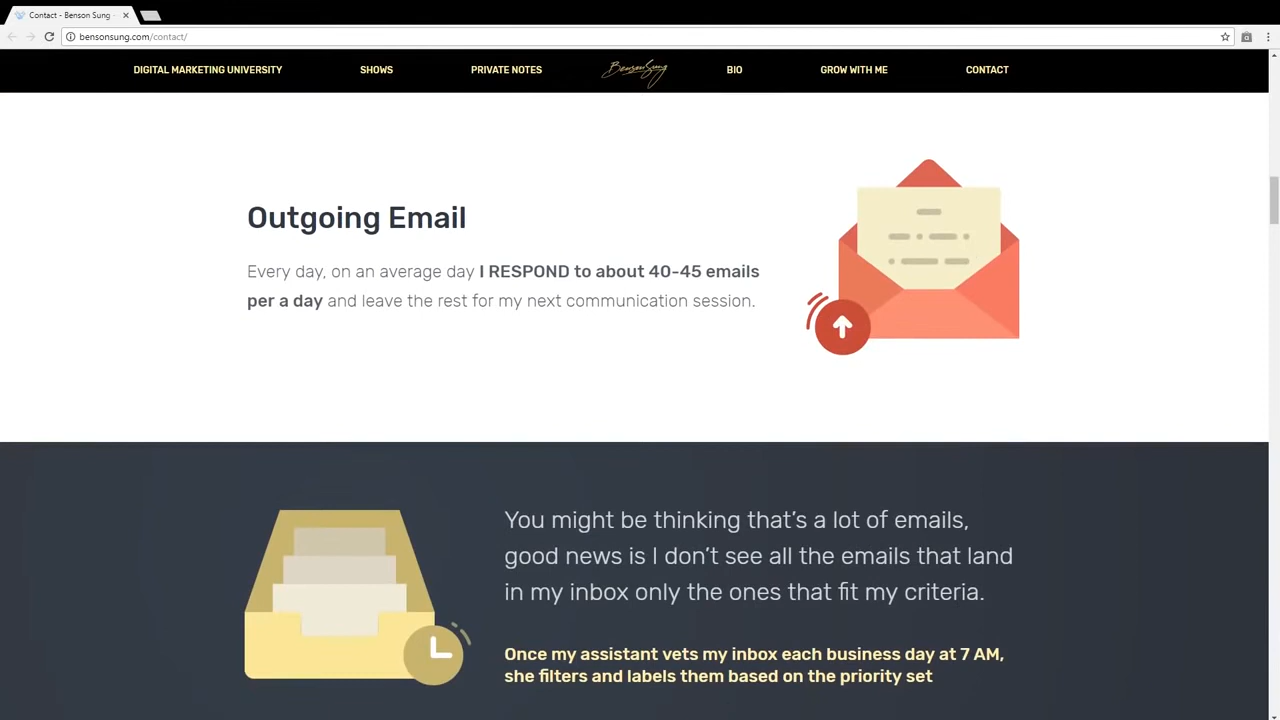 Contact - Benson Sung
bensonsung.com/contact/
DIGITAL MARKETING UNIVERSITY SHOWS PRIVATE NOTES BensonSung BIO GROW WITH ME CONTACT
Outgoing Email
Every day, on an average day I RESPOND to about 40-45 emails
per a day and leave the rest for my next communication session.
You might be thinking that's a lot of emails,
good news is I don't see all the emails that land
in my inbox only the ones that fit my criteria.
Once my assistant vets my inbox each business day at 7 AM,
she filters and labels them based on the priority set